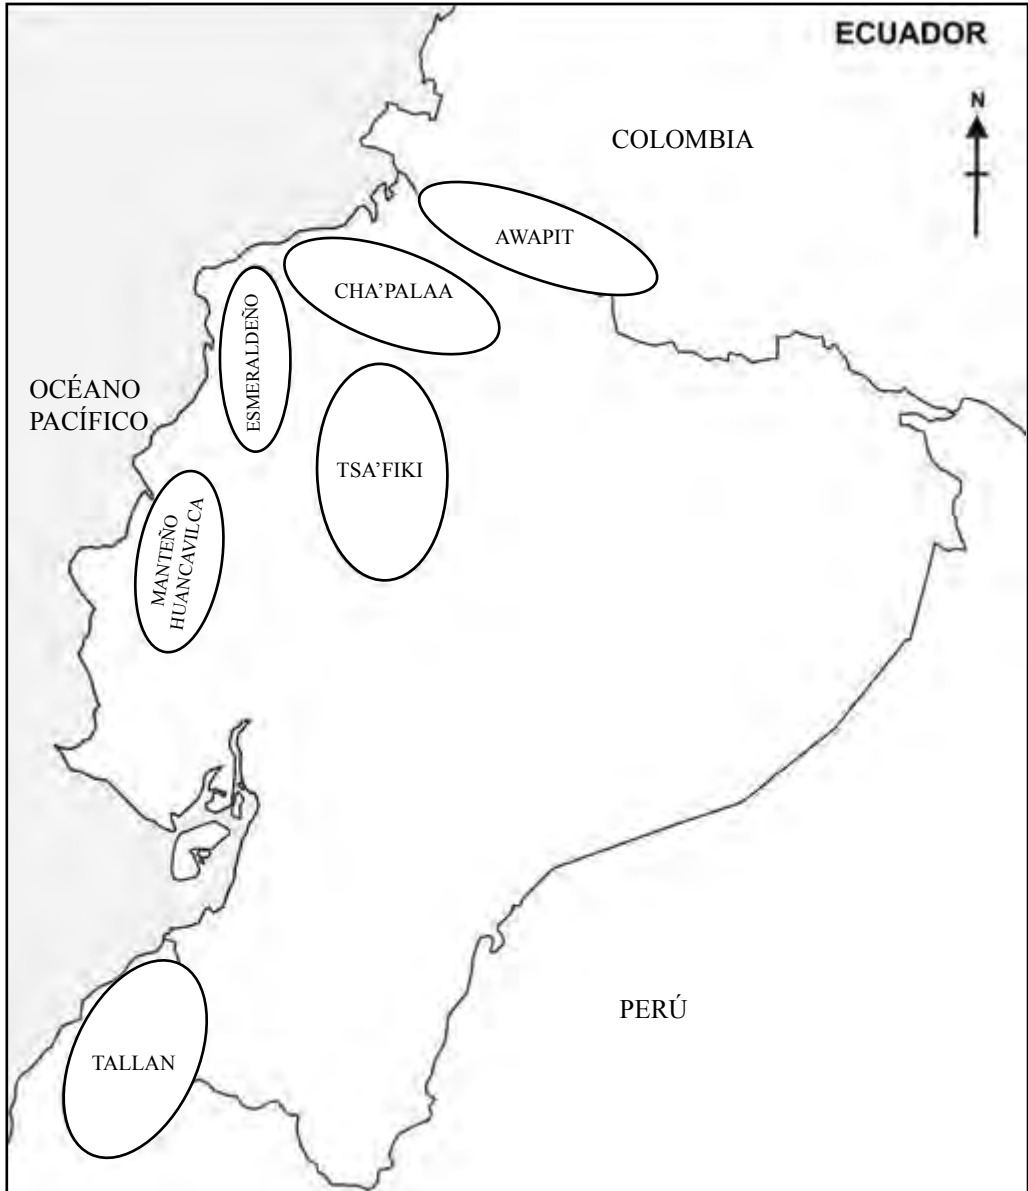 ECUADOR
N
COLOMBIA
AWAPIT
CHA'PALAA
ESMERALDEÑO
OCÉANO
PACÍFICO
TSA'FIKI
MANTEÑO
HUANCAVILCA
PERÚ
TALLAN